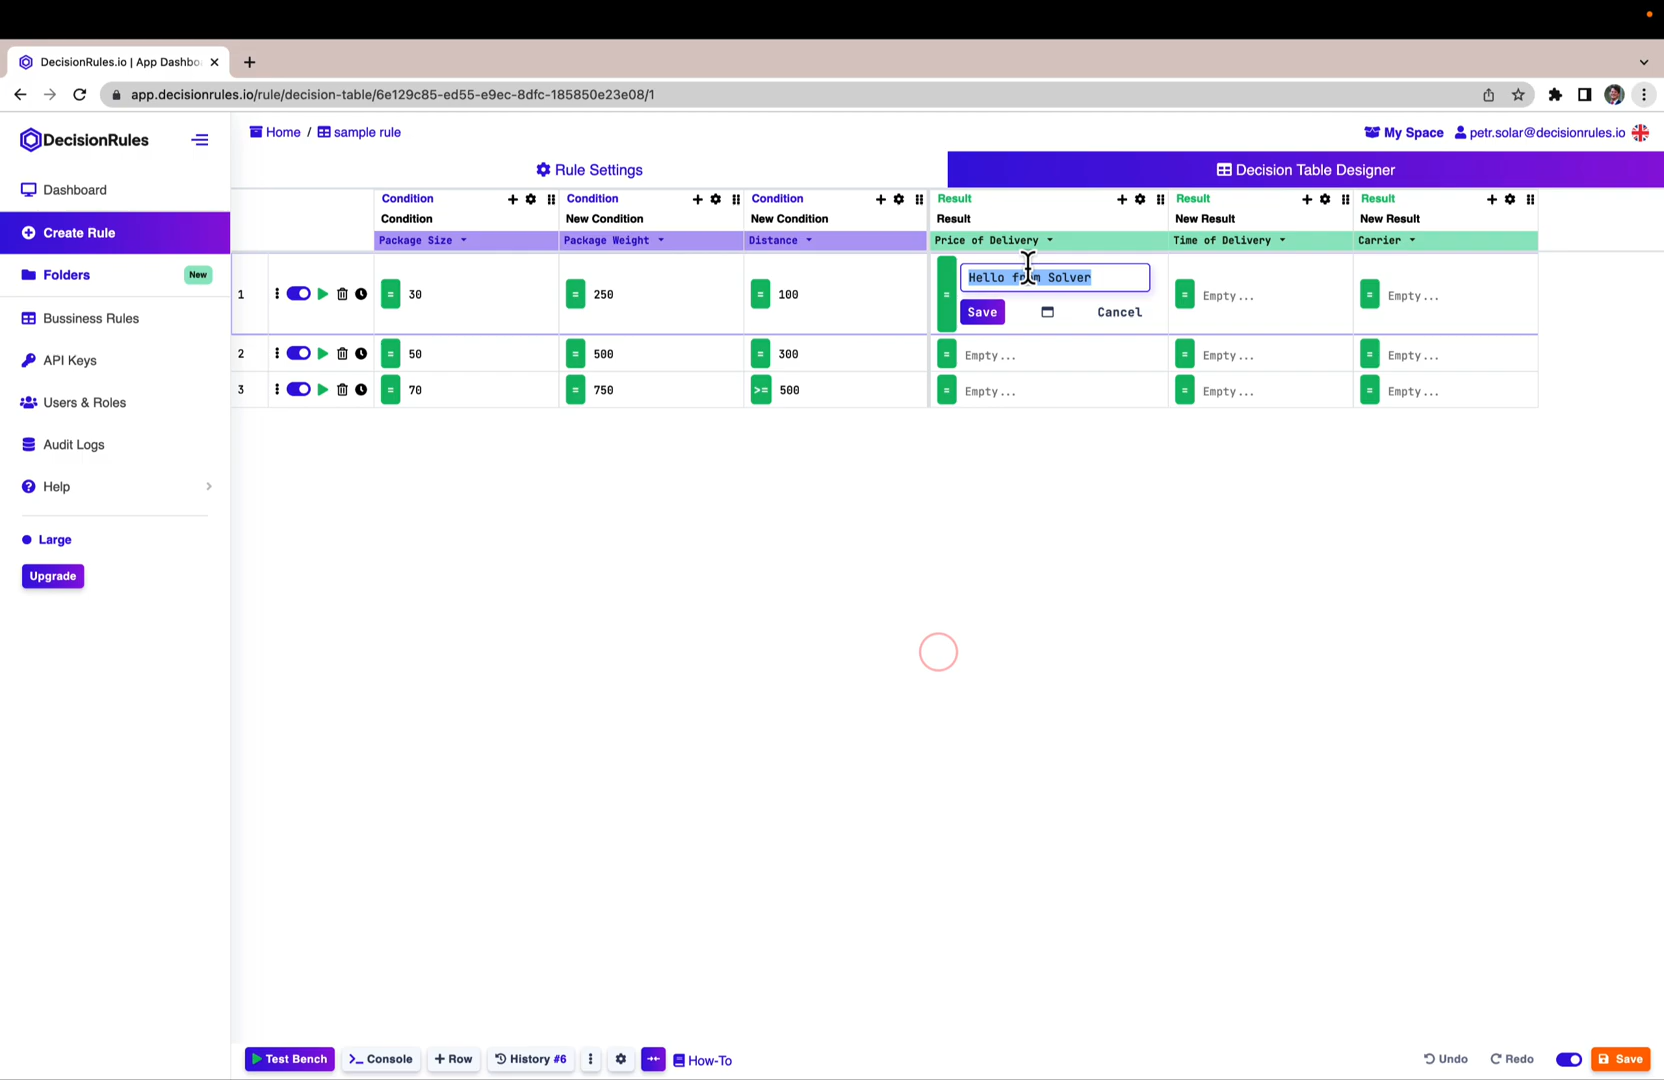 DecisionRules.io | App Dashbo
app.decisionrules.io/rule/decision-table/6e129c85-ed55-e9ec-8dfc-185850e23e08/1
DecisionRules
Home / sample rule
My Space petr.solar@decisionrules.io
Rule Settings
Decision Table Designer
Dashboard
Create Rule
Folders New
Bussiness Rules
API Keys
Users & Roles
Audit Logs
Help
Large
Upgrade
Condition Condition Condition Result Result Result
Condition New Condition New Condition Result New Result New Result
Package Size Package Weight Distance Price of Delivery Time of Delivery Carrier
1 = 30 = 250 = 100 = Hello from Solver = Empty... = Empty...
Save Cancel
2 = 50 = 500 = 300 = Empty... = Empty... = Empty...
3 = 70 = 750 >= 500 = Empty... = Empty... = Empty...
Test Bench >_ Console + Row History #6 How-To Undo Redo Save